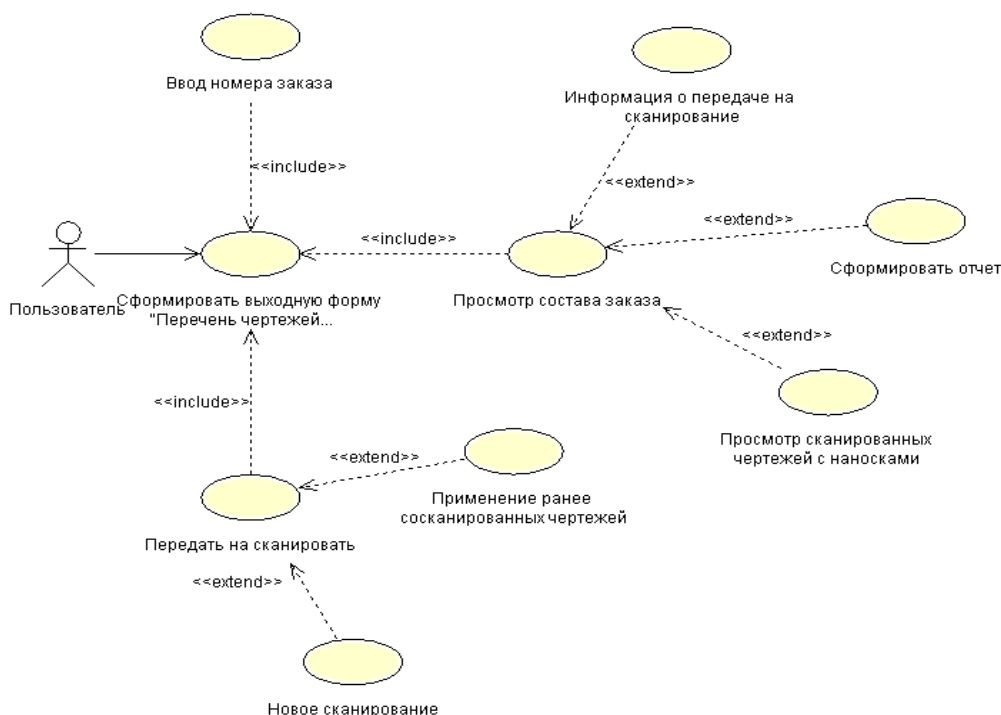 Ввод номера заказа
Информация о передаче на
сканирование
<<include>>
<<extend>>
<<extend>>
<<include>>
Сформировать отчет
Пользователь
Сформировать выходную форму
"Перечень чертежей...
Просмотр состава заказа
<<extend>>
<<include>>
Просмотр сканированных
чертежей с наносками
<<extend>>
Применение ранее
сосканированных чертежей
Передать на сканировать
<<extend>>
Новое сканирование